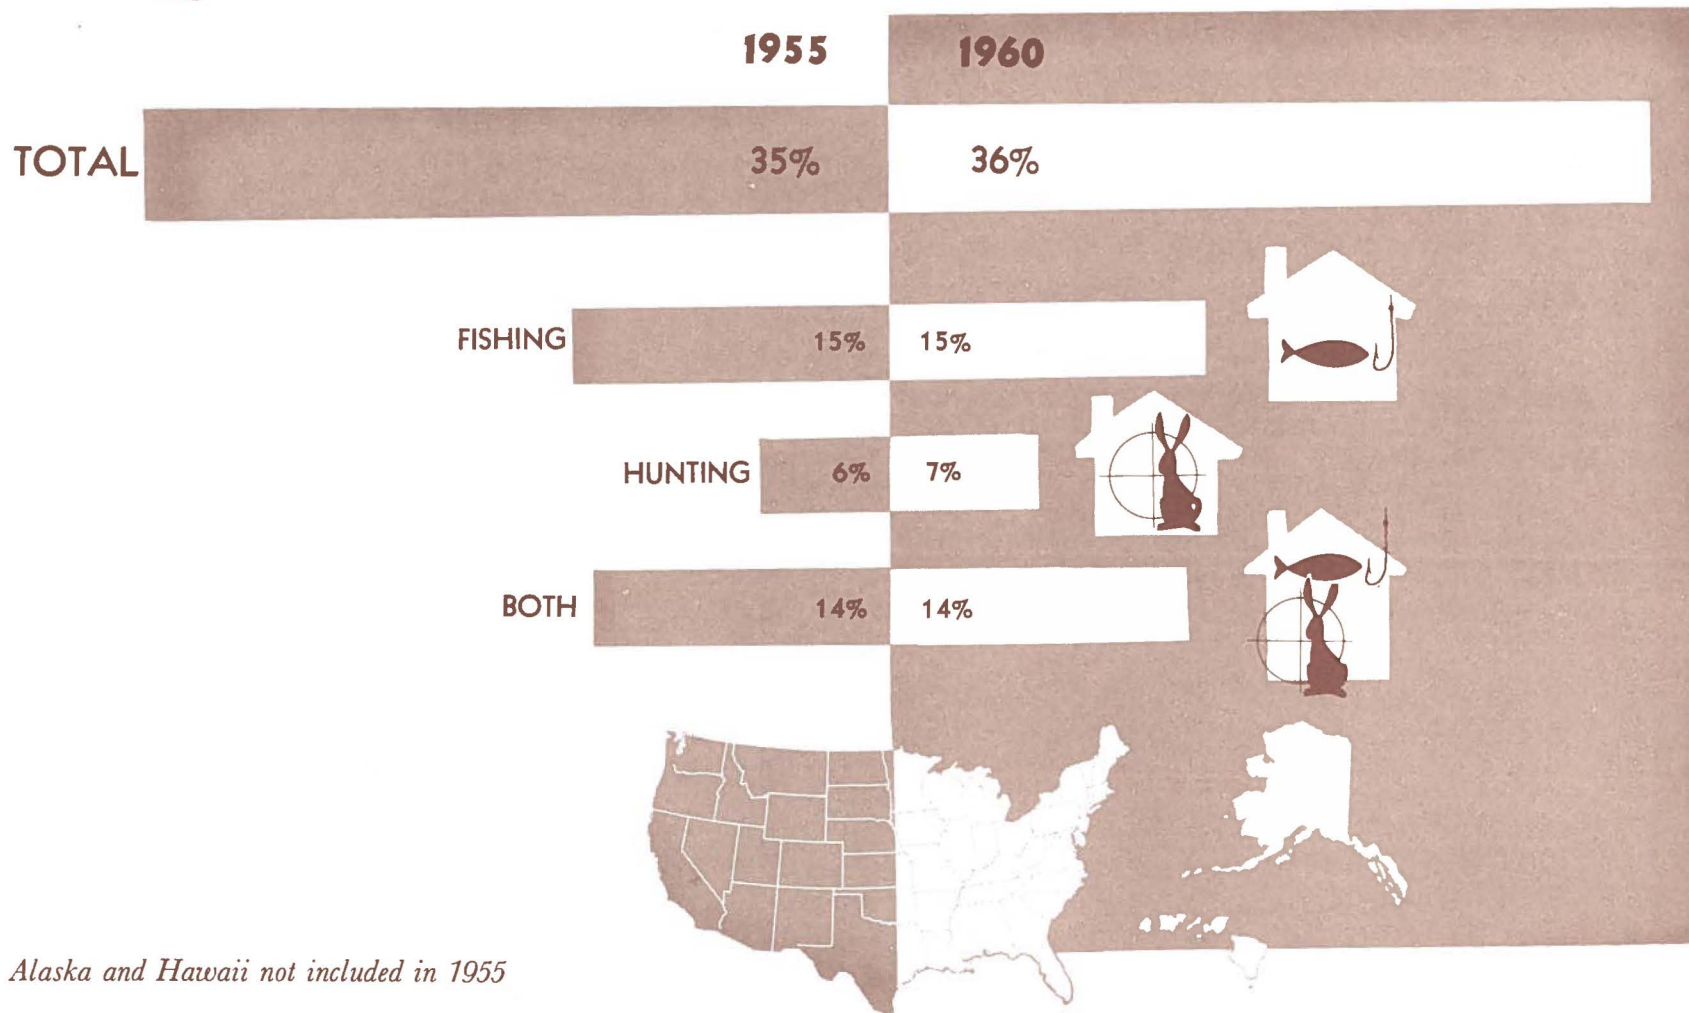 1955 1960
TOTAL 35% 36%
FISHING 15% 15%
HUNTING 6% 7%
BOTH 14% 14%
Alaska and Hawaii not included in 1955